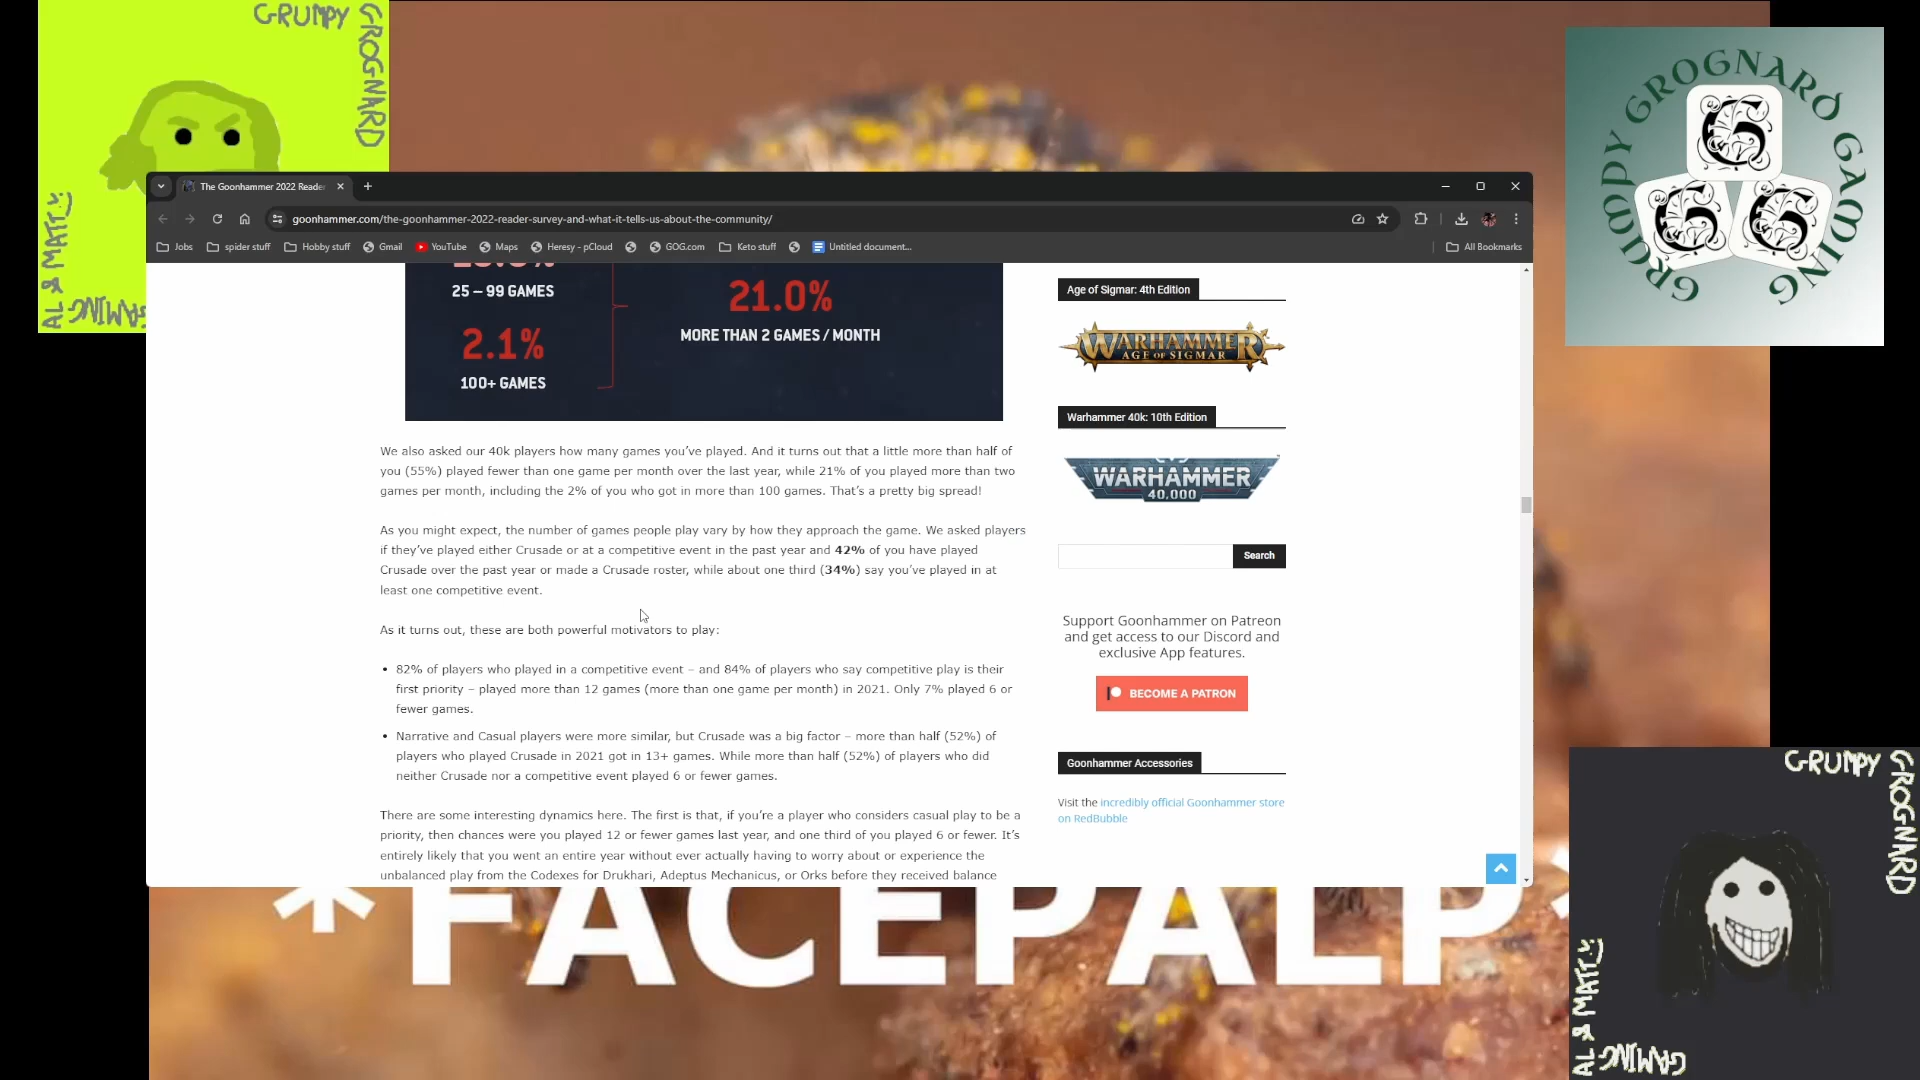 GRUMPY
GROGNARD
AL & MATT
GAMING
GRUMPY GROGNARD GAMING
G
G
G
The Goonhammer 2022 Reader
goonhammer.com/the-goonhammer-2022-reader-survey-and-what-it-tells-us-about-the-community/
Jobs
spider stuff
Hobby stuff
Gmail
YouTube
Maps
Heresy - pCloud
GOG.com
Keto stuff
Untitled document...
All Bookmarks
25 – 99 GAMES
2.1%
100+ GAMES
21.0%
MORE THAN 2 GAMES / MONTH
We also asked our 40k players how many games you've played. And it turns out that a little more than half of
you (55%) played fewer than one game per month over the last year, while 21% of you played more than two
games per month, including the 2% of you who got in more than 100 games. That's a pretty big spread!
As you might expect, the number of games people play vary by how they approach the game. We asked players
if they've played either Crusade or at a competitive event in the past year and 42% of you have played
Crusade over the past year or made a Crusade roster, while about one third (34%) say you've played in at
least one competitive event.
As it turns out, these are both powerful motivators to play:
• 82% of players who played in a competitive event – and 84% of players who say competitive play is their
first priority – played more than 12 games (more than one game per month) in 2021. Only 7% played 6 or
fewer games.
• Narrative and Casual players were more similar, but Crusade was a big factor – more than half (52%) of
players who played Crusade in 2021 got in 13+ games. While more than half (52%) of players who did
neither Crusade nor a competitive event played 6 or fewer games.
There are some interesting dynamics here. The first is that, if you're a player who considers casual play to be a
priority, then chances were you played 12 or fewer games last year, and one third of you played 6 or fewer. It's
entirely likely that you went an entire year without ever actually having to worry about or experience the
unbalanced play from the Codexes for Drukhari, Adeptus Mechanicus, or Orks before they received balance
Age of Sigmar: 4th Edition
WARHAMMER
AGE OF SIGMAR
Warhammer 40k: 10th Edition
WARHAMMER
40,000
Search
Support Goonhammer on Patreon
and get access to our Discord and
exclusive App features.
BECOME A PATRON
Goonhammer Accessories
Visit the incredibly official Goonhammer store
on RedBubble
*FACEPALP*
GRUMPY
GROGNARD
AL & MATT
GAMING